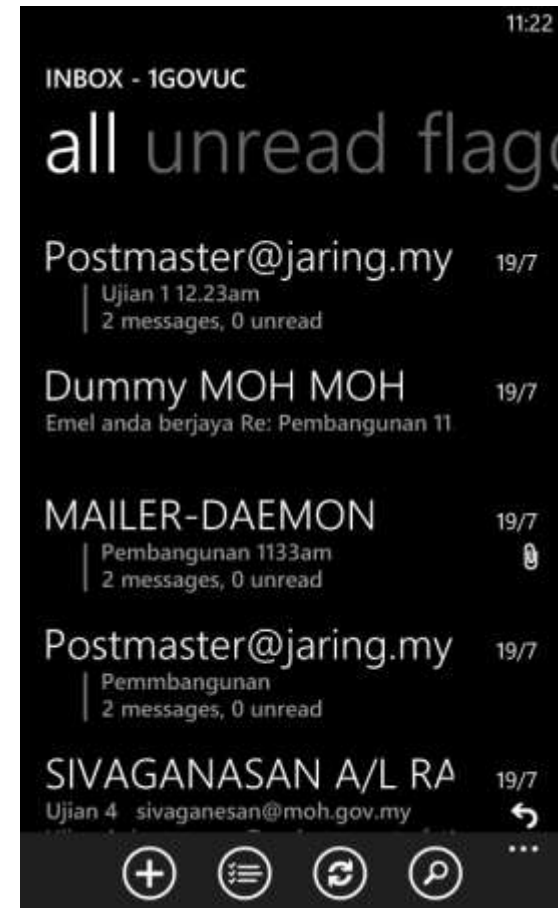 11:22
INBOX - 1GOVUC
all unread flagg
Postmaster@jaring.my 19/7
Ujian 1 12.23am
2 messages, 0 unread
Dummy MOH MOH 19/7
Emel anda berjaya Re: Pembangunan 11
MAILER-DAEMON 19/7
Pembangunan 1133am
2 messages, 0 unread
Postmaster@jaring.my 19/7
Pemmbangunan
2 messages, 0 unread
SIVAGANASAN A/L RA 19/7
Ujian 4 sivaganesan@moh.gov.my